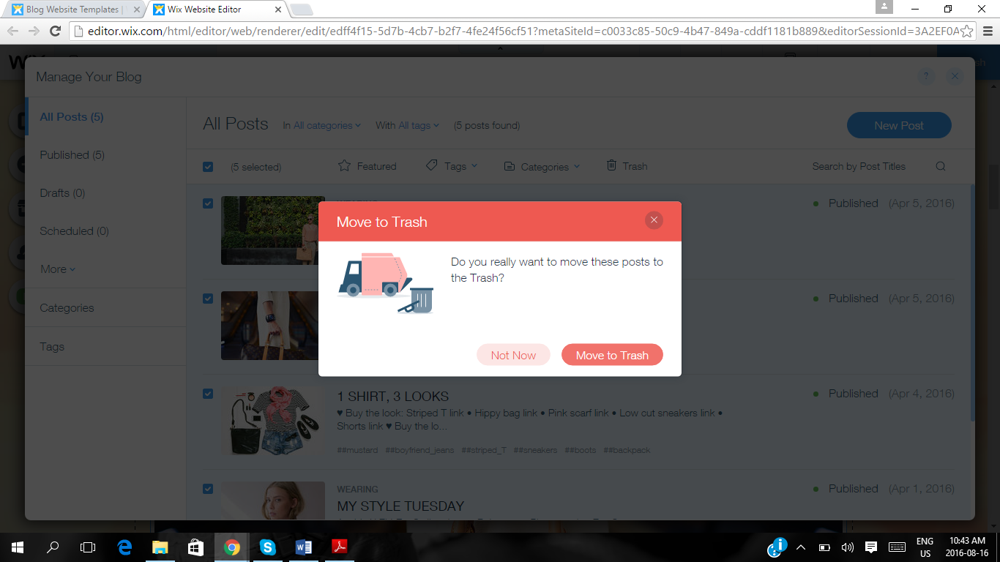 Blog Website Templates |
Wix Website Editor
editor.wix.com/html/editor/web/renderer/edit/edff4f15-5d7b-4cb7-b2f7-4fe24f56cf51?metaSiteId=c0033c85-50c9-4b47-849a-cddf1181b889&editorSessionId=3A2EF0A
Manage Your Blog
?
All Posts (5)
Published (5)
Drafts (0)
Scheduled (0)
More
Categories
Tags
All Posts In All categories With All tags (5 posts found) New Post
(5 selected) Featured Tags Categories Trash Search by Post Titles
Published (Apr 5, 2016)
Move to Trash
Do you really want to move these posts to
the Trash?
Not Now Move to Trash
Published (Apr 5, 2016)
1 SHIRT, 3 LOOKS Published (Apr 4, 2016)
♥ Buy the look: Striped T link • Hippy bag link • Pink scarf link • Low cut sneakers link •
Shorts link ♥ Buy the lo...
##mustard ##boyfriend_jeans ##striped_T ##sneakers ##boots ##backpack
WEARING Published (Apr 1, 2016)
MY STYLE TUESDAY
ENG
US
10:43 AM
2016-08-16